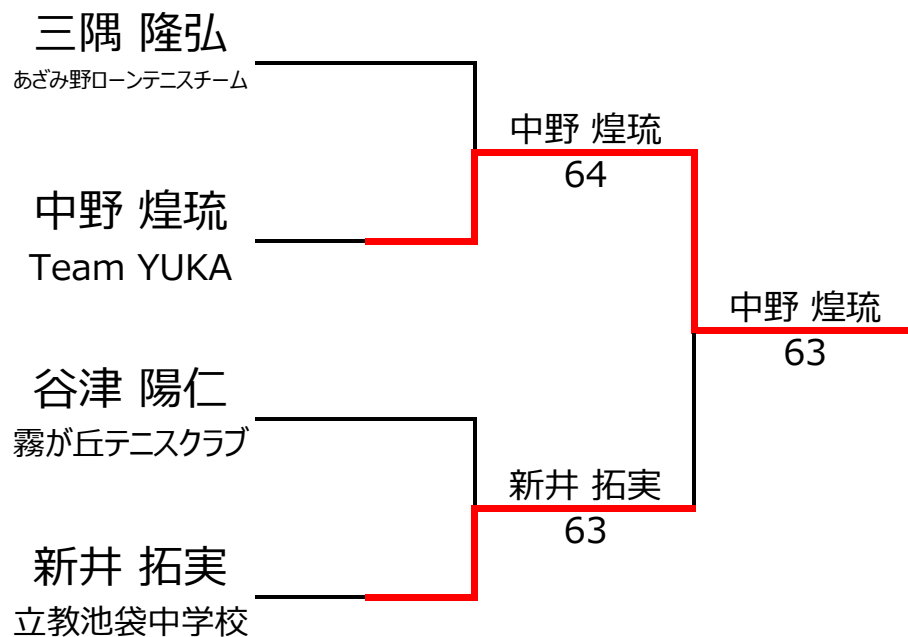 三隅 隆弘
あざみ野ローンテニスチーム
中野 煌琉
64
中野 煌琉
Team YUKA
中野 煌琉
63
谷津 陽仁
霧が丘テニスクラブ
新井 拓実
63
新井 拓実
立教池袋中学校